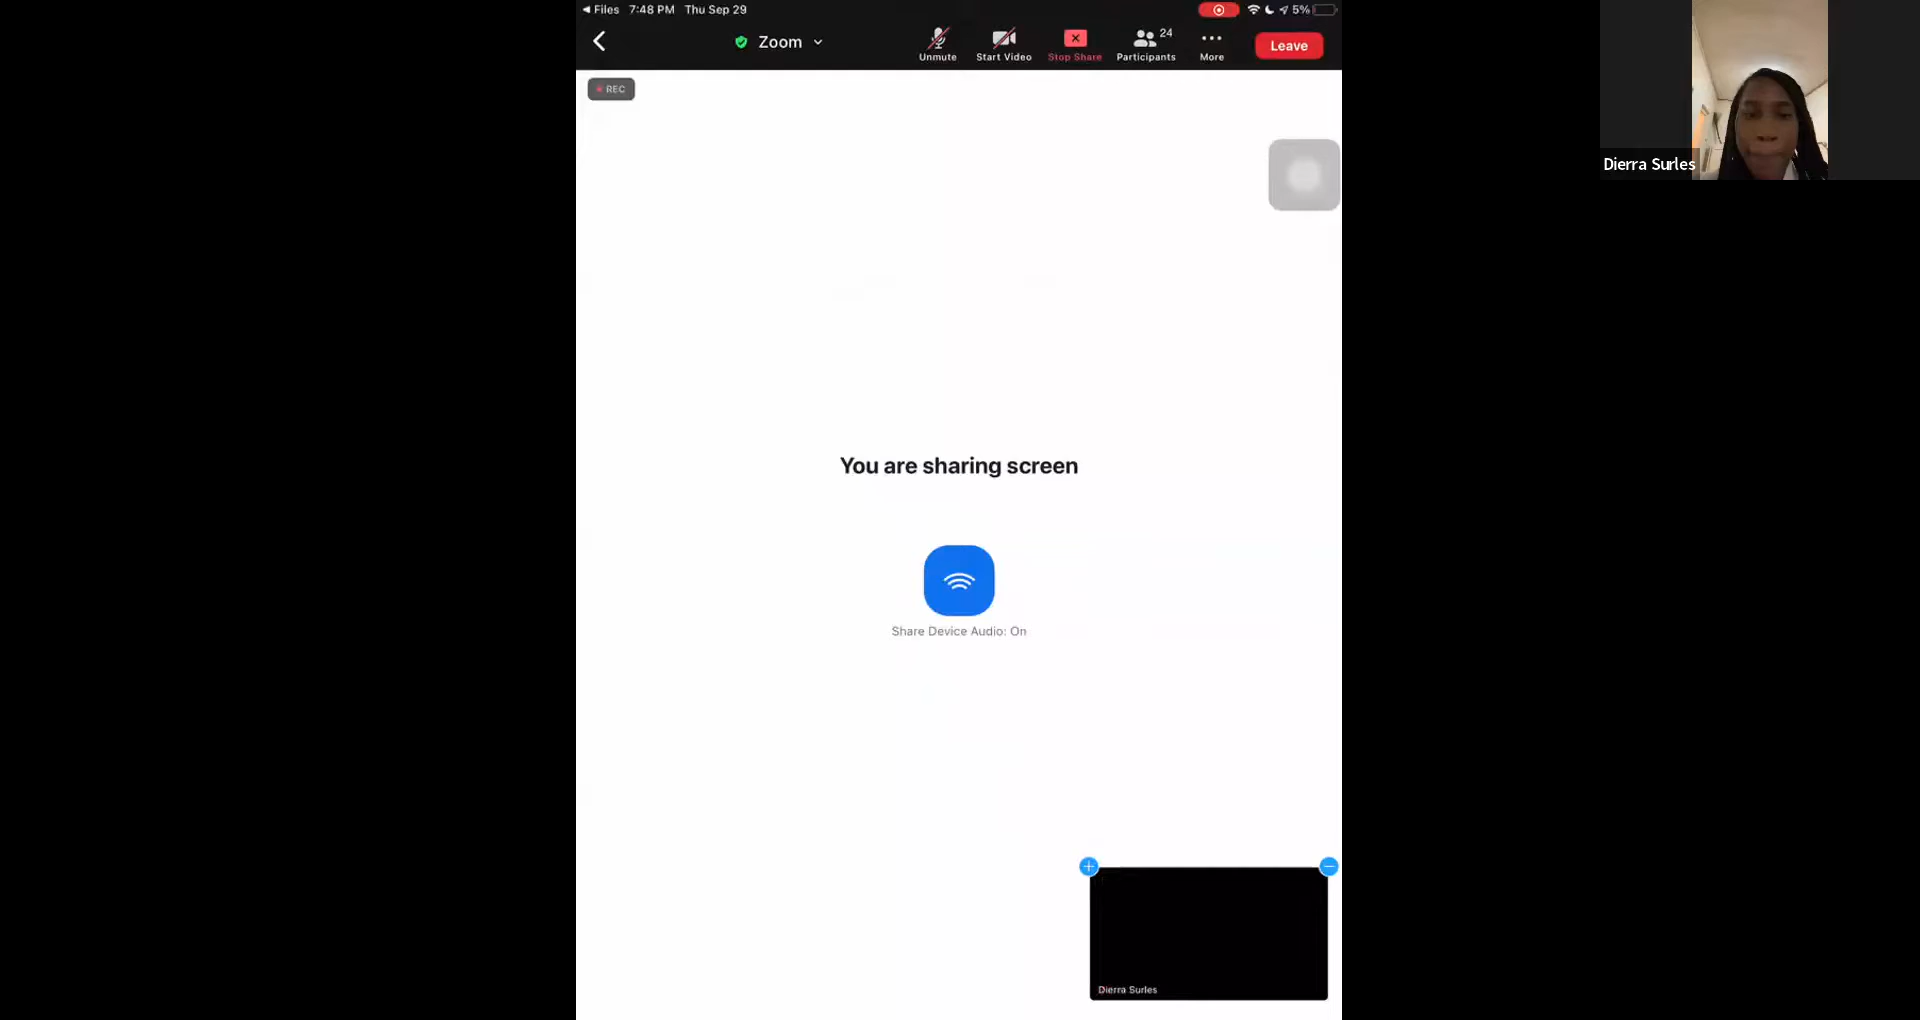 Files 7:48 PM Thu Sep 29
5%
Zoom
24
Unmute Start Video Stop Share Participants More
Leave
REC
Dierra Surles
You are sharing screen
Share Device Audio: On
Dierra Surles